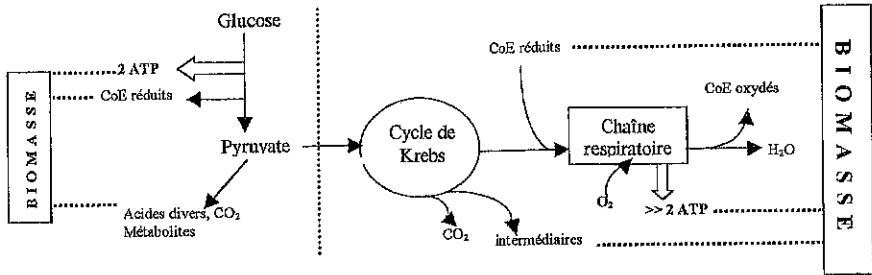 Glucose
2 ATP
CoE réduits
Pyruvate
Acides divers, CO₂
Métabolites
BIOMASSE
Cycle de
Krebs
CO₂
intermédiaires
CoE réduits
Chaîne
respiratoire
O₂
>> 2 ATP
CoE oxydés
H₂O
BIOMASSE